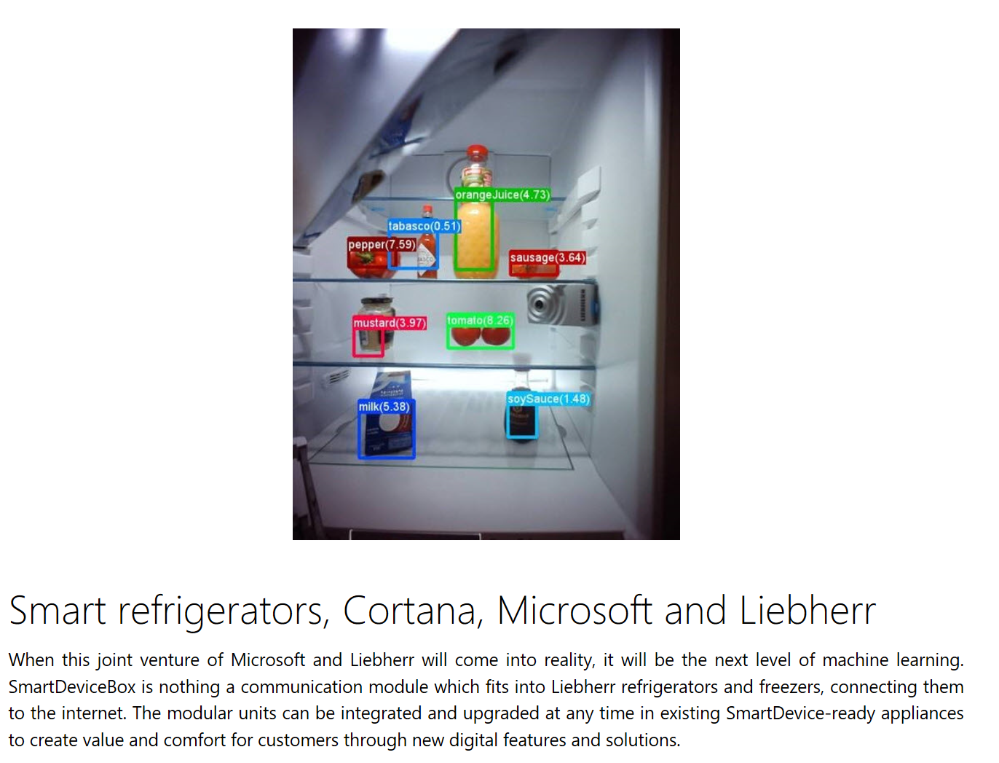 orangeJuice(4.73)
tabasco(0.51)
pepper(7.59)
sausage(3.64)
LIEBHERR
mustard(3.97)
tomato(8.26)
milk(5.38)
soySauce(1.48)
Smart refrigerators, Cortana, Microsoft and Liebherr
When this joint venture of Microsoft and Liebherr will come into reality, it will be the next level of machine learning.
SmartDeviceBox is nothing a communication module which fits into Liebherr refrigerators and freezers, connecting them
to the internet. The modular units can be integrated and upgraded at any time in existing SmartDevice-ready appliances
to create value and comfort for customers through new digital features and solutions.